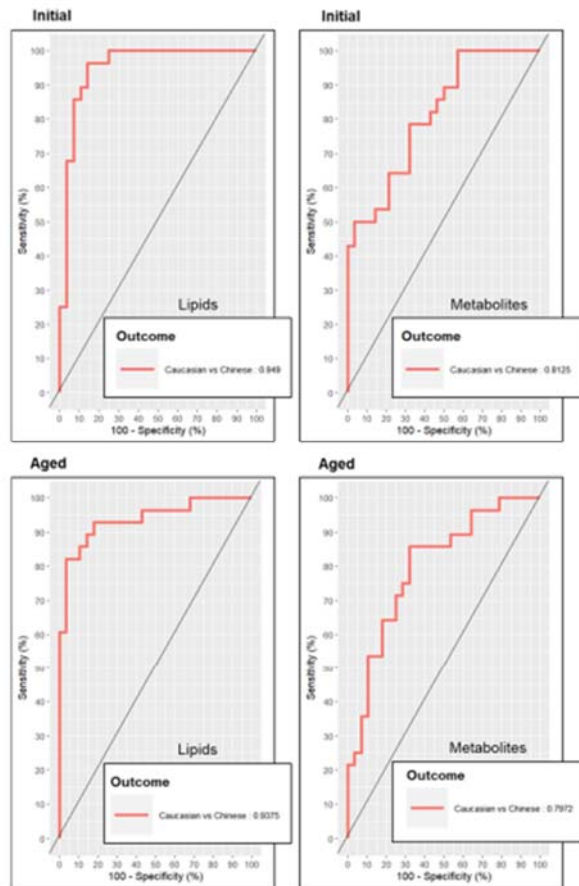 Initial
Initial
100
90
80
70
60
50
40
30
20
10
0
Sensitivity (%)
Lipids
Outcome
Caucasian vs Chinese : 0.949
0 10 20 30 40 50 60 70 80 90 100
100 - Specificity (%)
100
90
80
70
60
50
40
30
20
10
0
Sensitivity (%)
Metabolites
Outcome
Caucasian vs Chinese : 0.8125
0 10 20 30 40 50 60 70 80 90 100
100 - Specificity (%)
Aged
Aged
100
90
80
70
60
50
40
30
20
10
0
Sensitivity (%)
Lipids
Outcome
Caucasian vs Chinese : 0.9375
0 10 20 30 40 50 60 70 80 90 100
100 - Specificity (%)
100
90
80
70
60
50
40
30
20
10
0
Sensitivity (%)
Metabolites
Outcome
Caucasian vs Chinese : 0.7972
0 10 20 30 40 50 60 70 80 90 100
100 - Specificity (%)